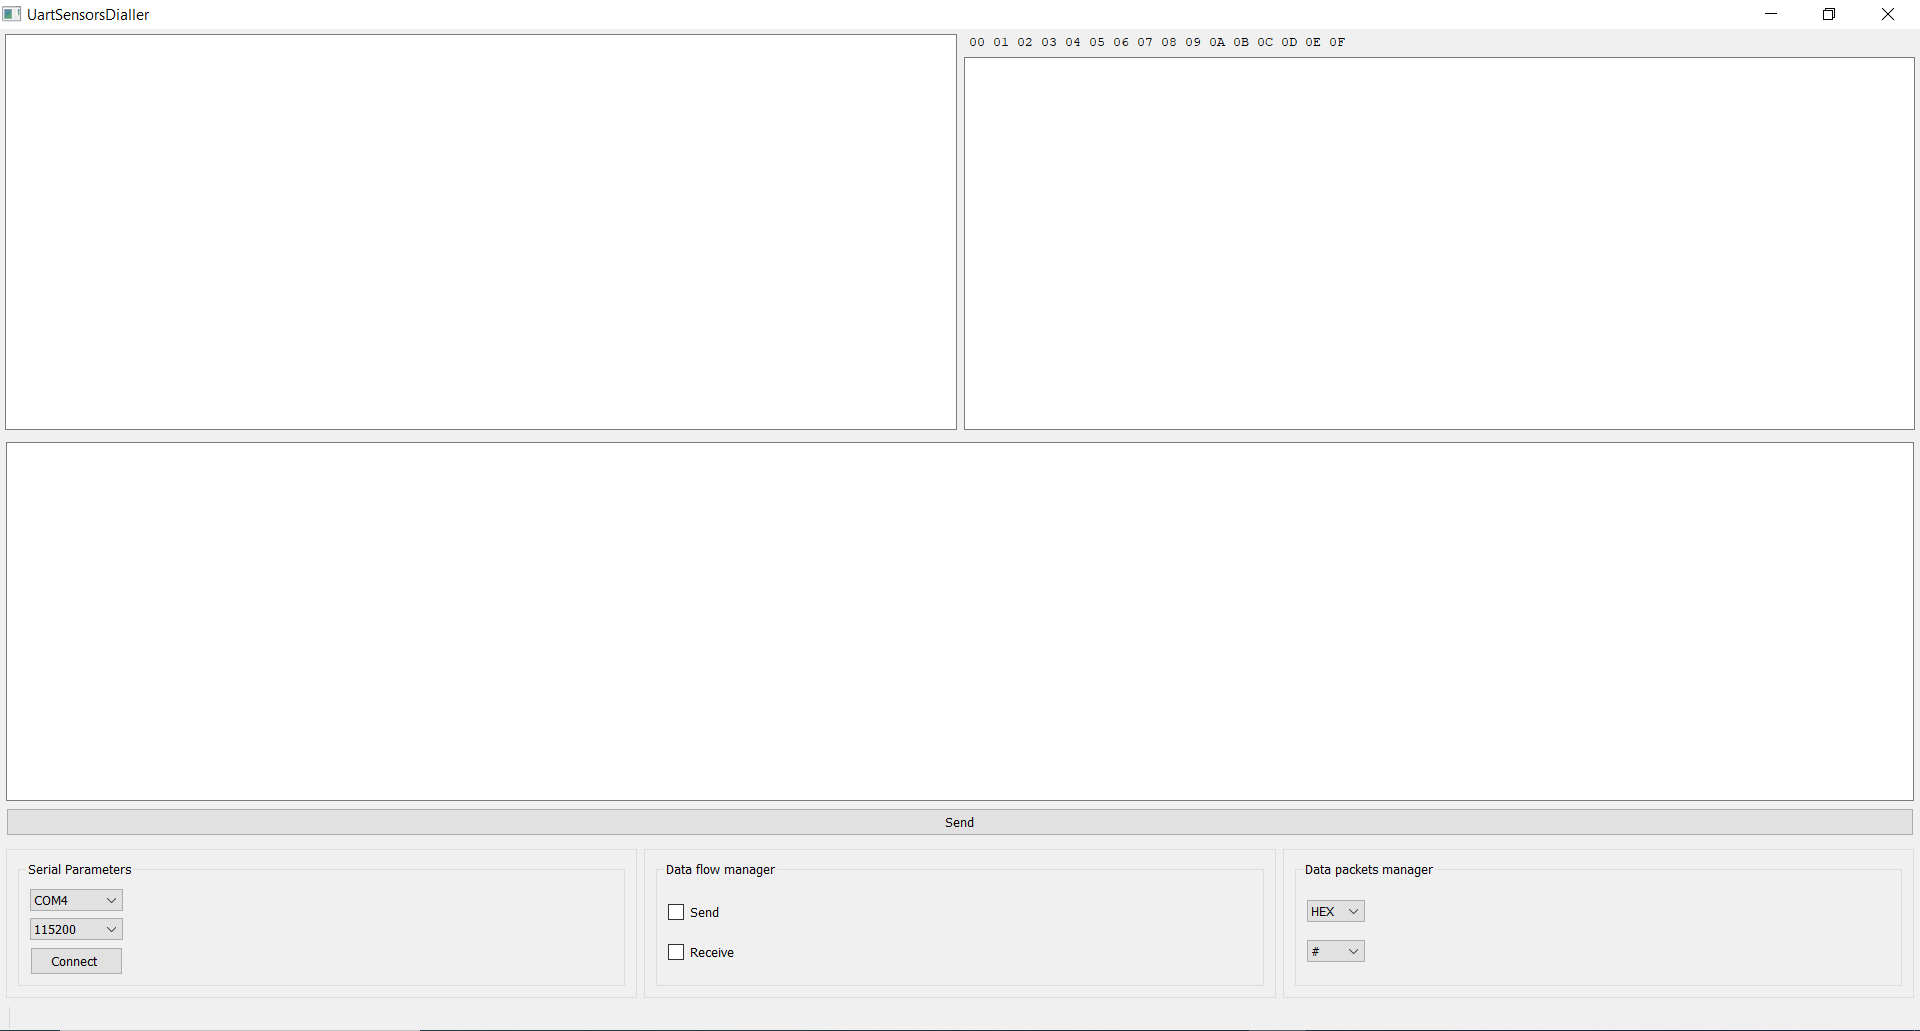 UartSensorsDialler
00 01 02 03 04 05 06 07 08 09 0A 0B 0C 0D 0E 0F
Send
Serial Parameters
COM4
115200
Connect
Data flow manager
Send
Receive
Data packets manager
HEX
#